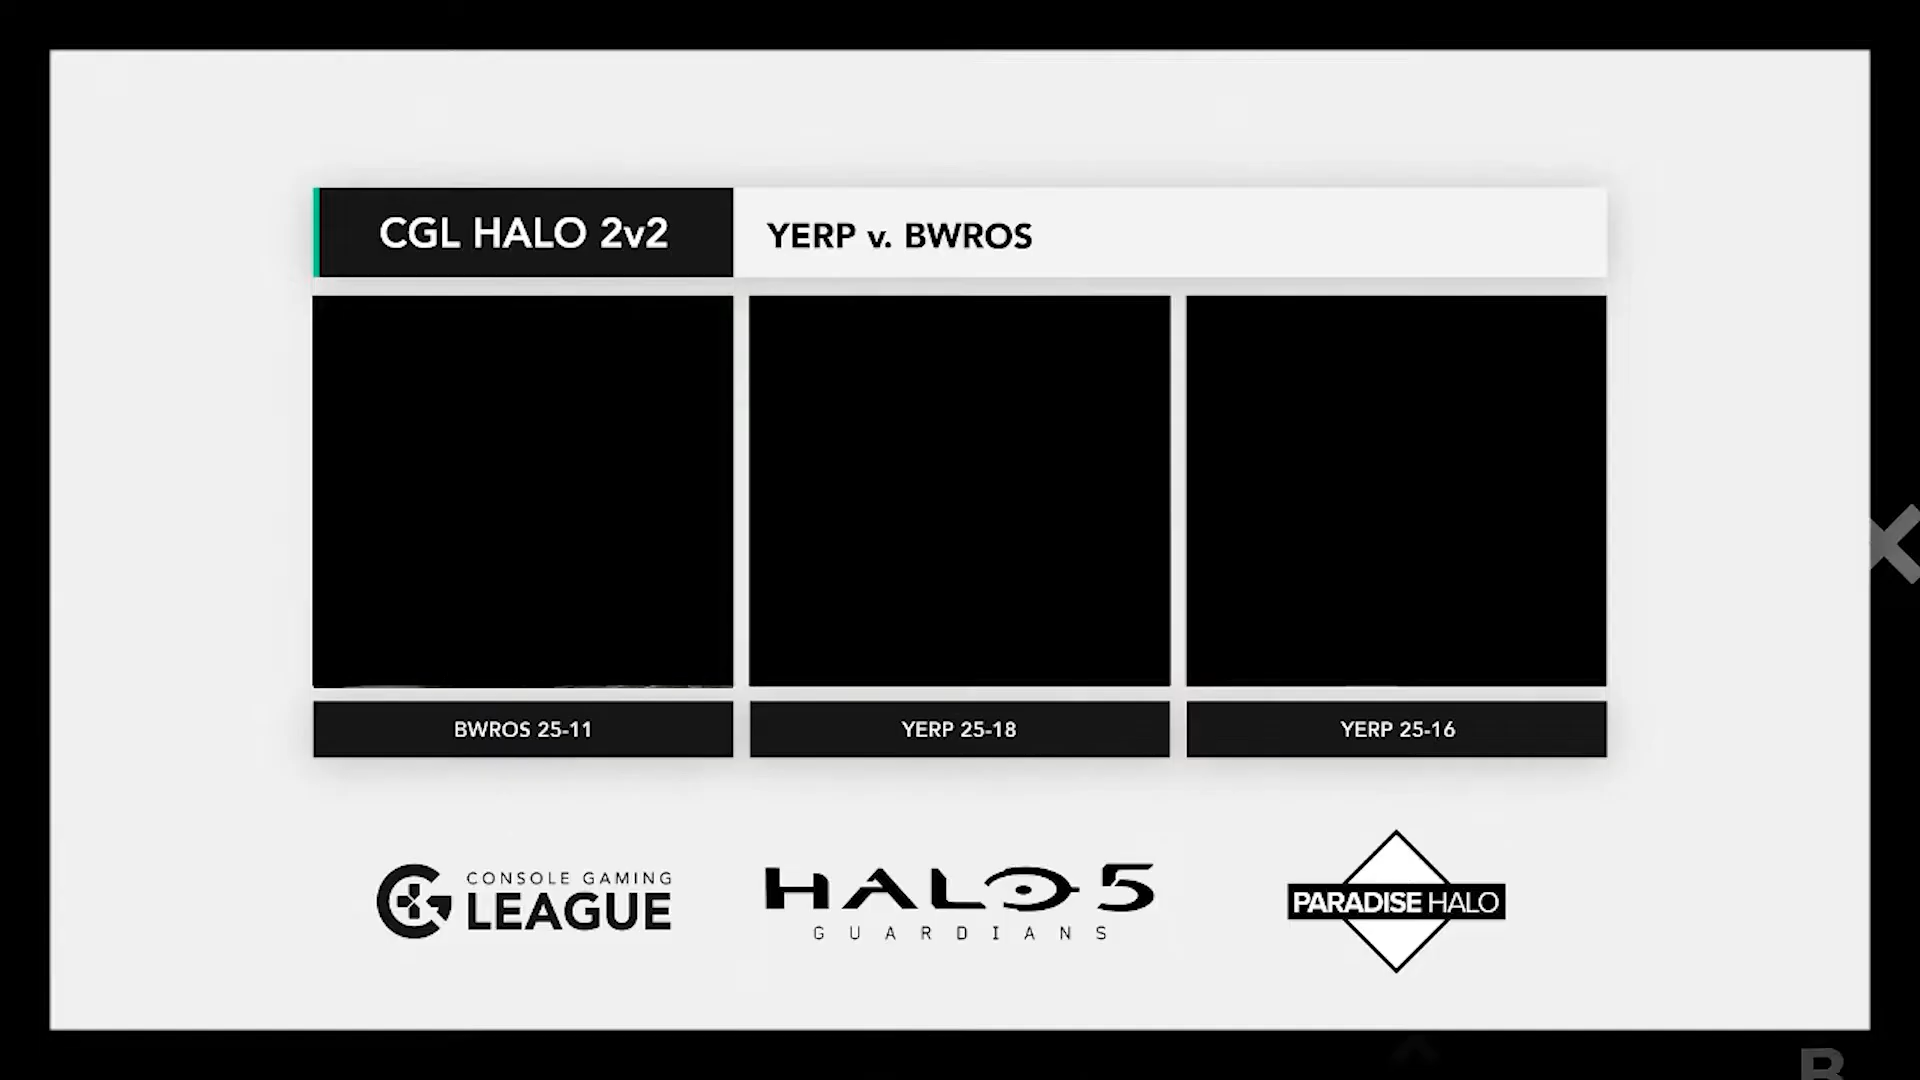 CGL HALO 2v2
YERP v. BWROS
BWROS 25-11
YERP 25-18
YERP 25-16
CONSOLE GAMING
LEAGUE
HALO 5
GUARDIANS
PARADISE HALO
B